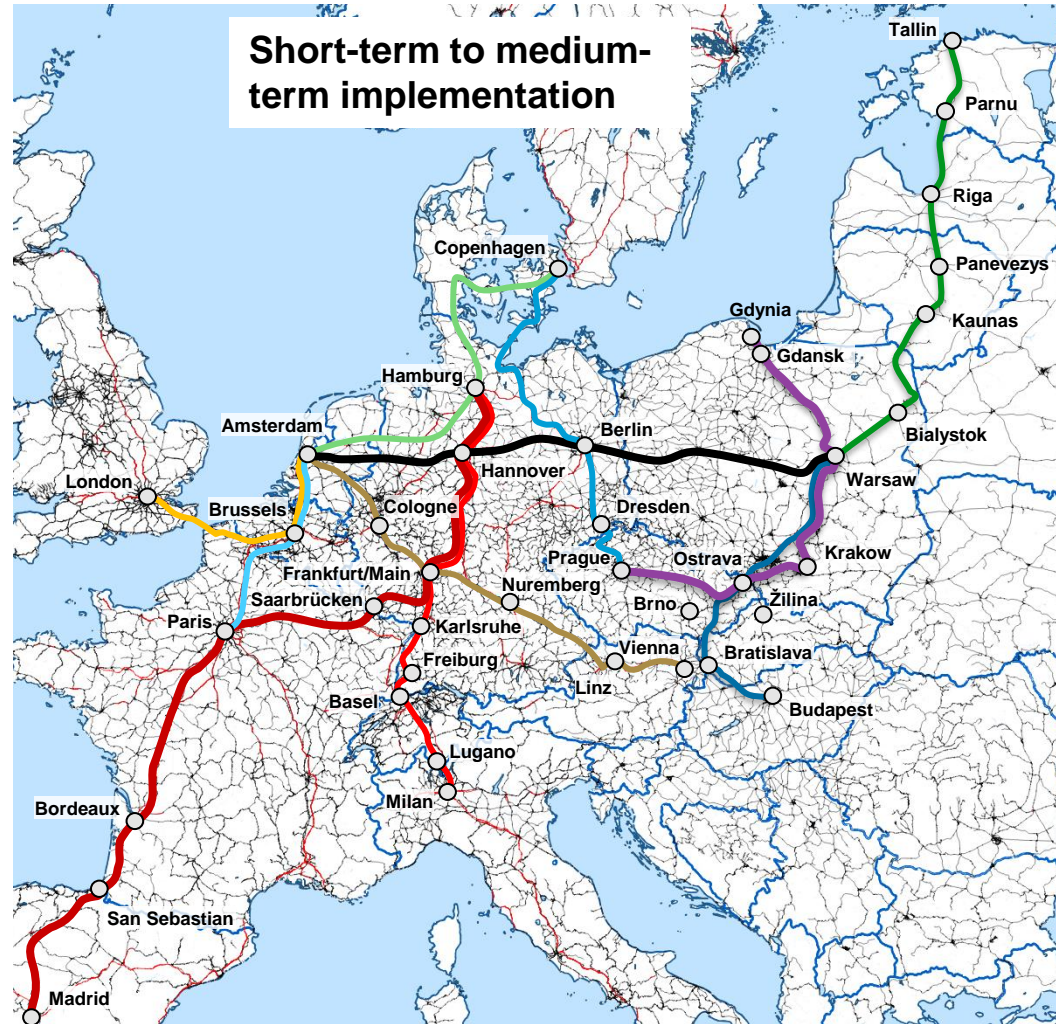 Short-term to medium-
term implementation
Tallin
Parnu
Riga
Panevezys
Copenhagen
Kaunas
Gdynia
Gdansk
Hamburg
Amsterdam
Berlin
Bialystok
Hannover
Warsaw
London
Brussels
Cologne
Dresden
Prague
Ostrava
Krakow
Frankfurt/Main
Nuremberg
Saarbrücken
Brno
Žilina
Paris
Karlsruhe
Freiburg
Vienna
Bratislava
Linz
Basel
Budapest
Lugano
Milan
Bordeaux
San Sebastian
Madrid